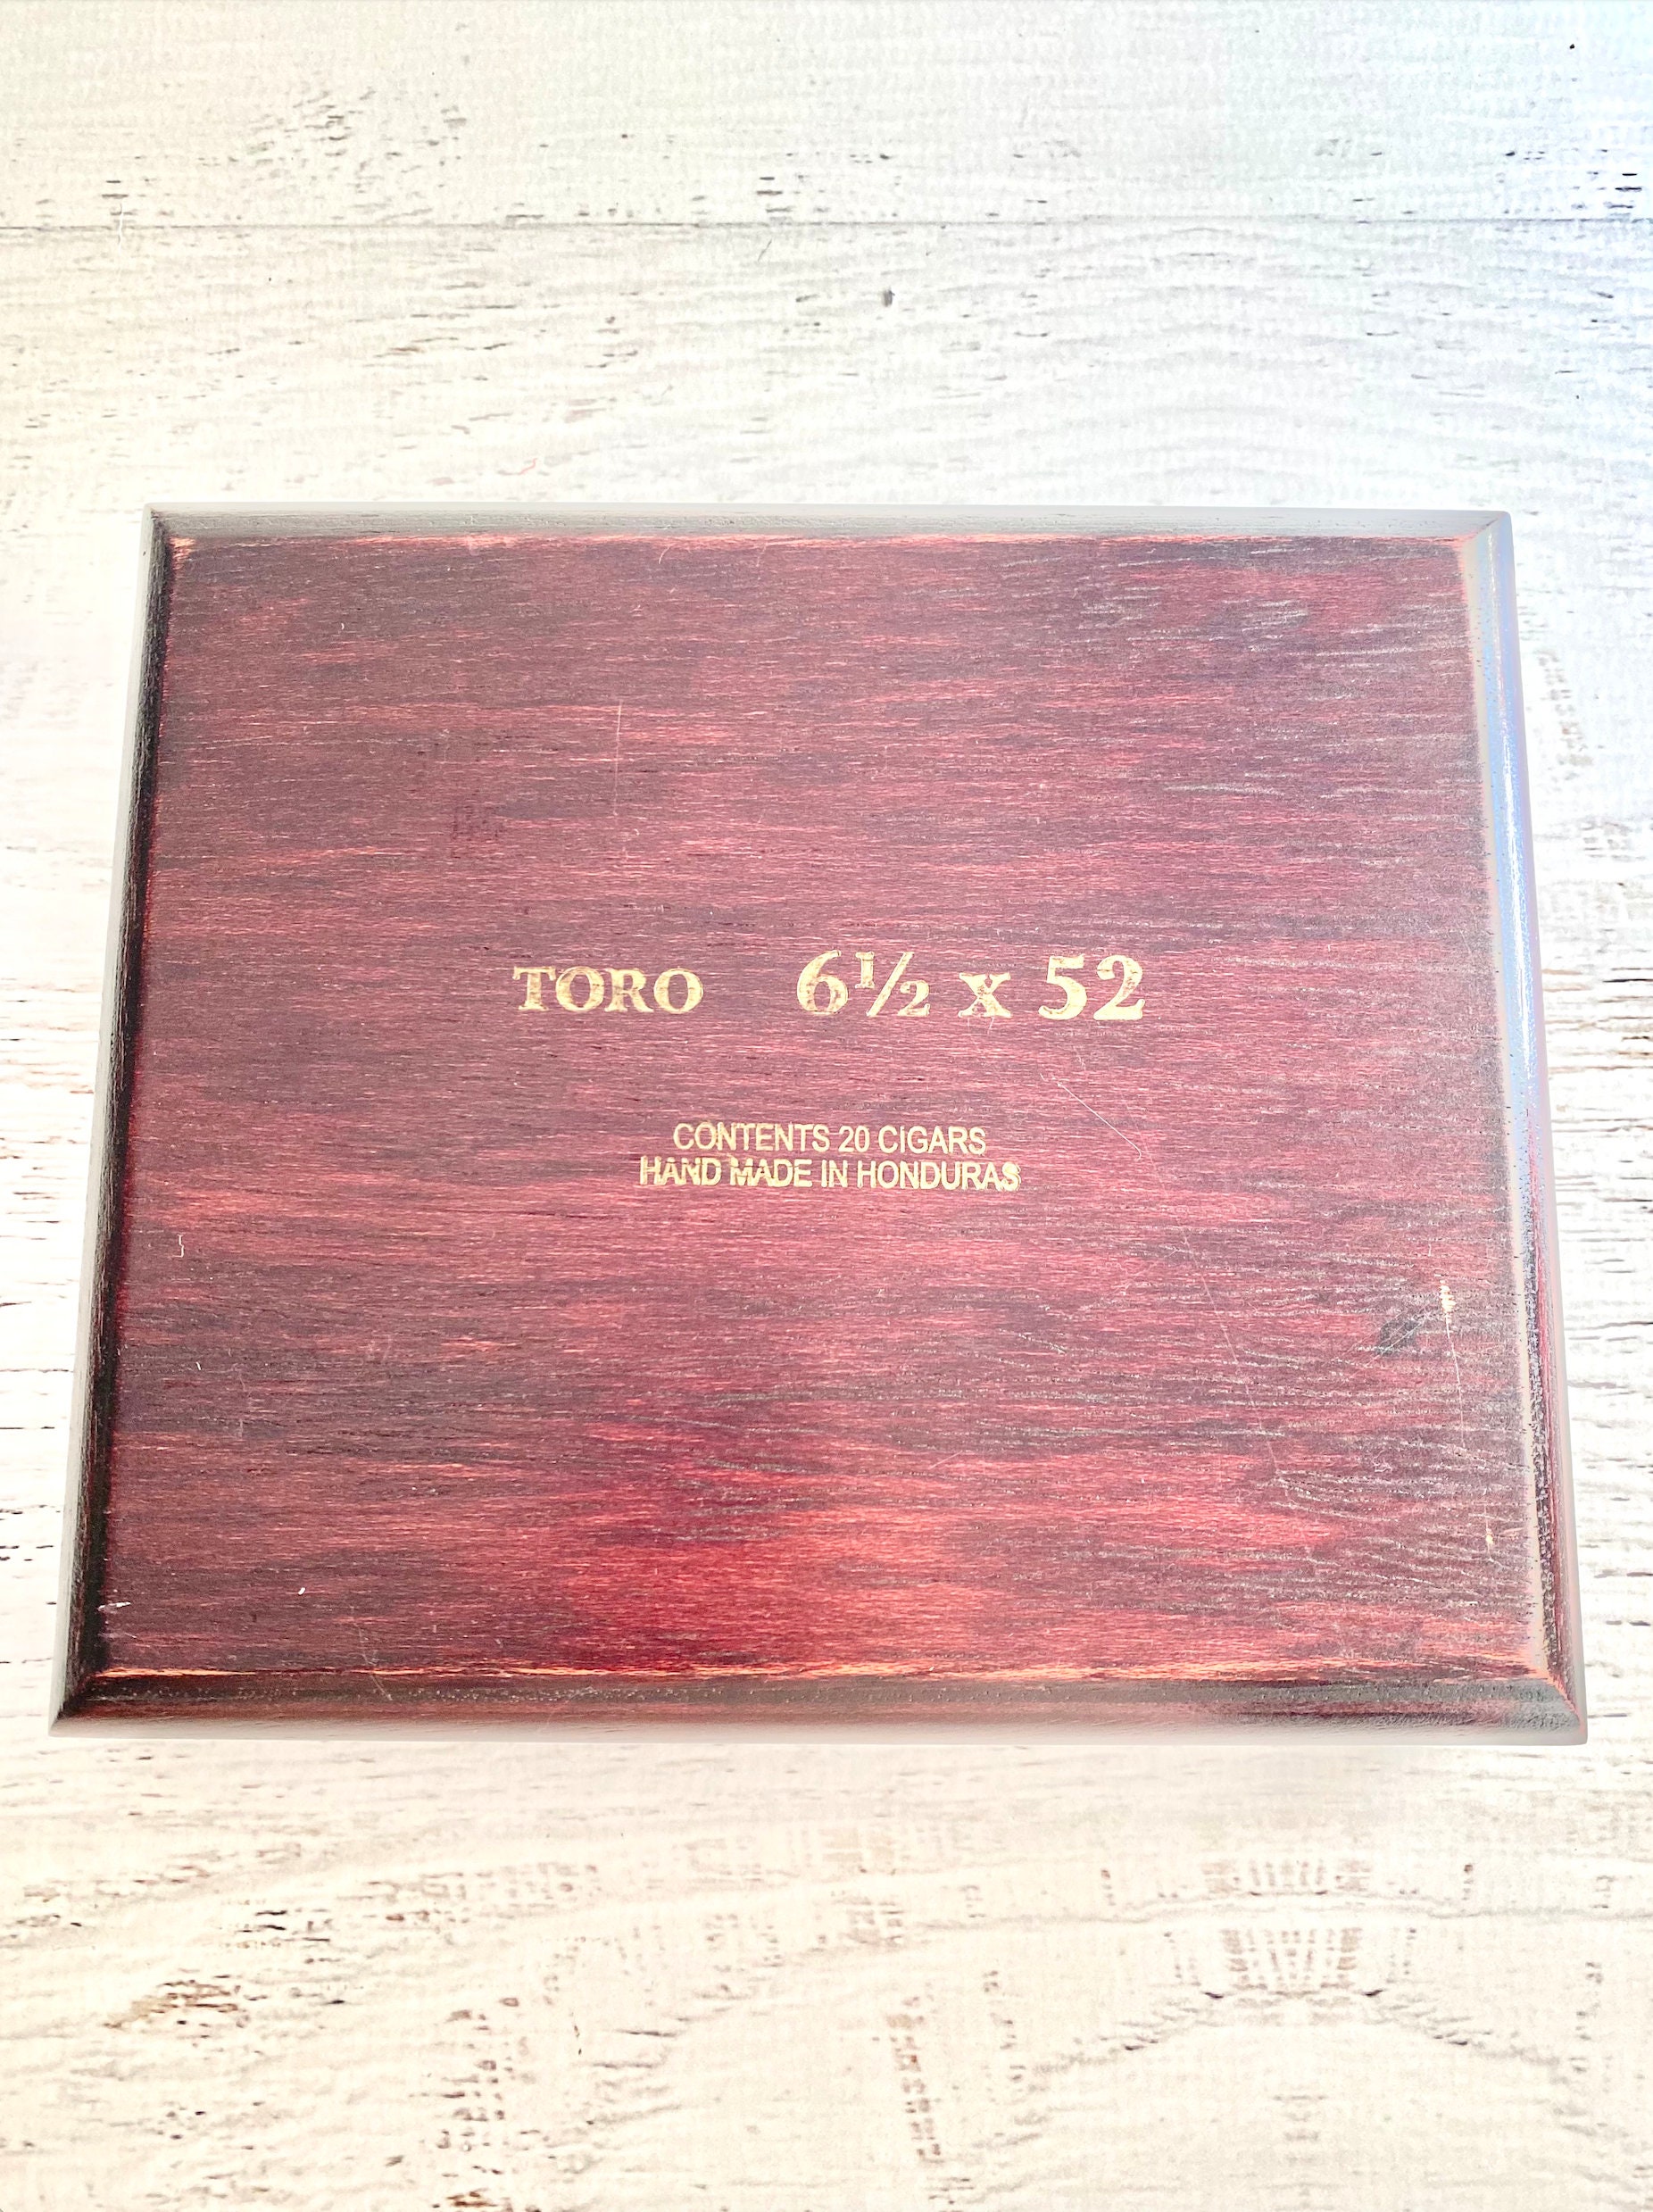 TORO 6½ x 52
CONTENTS 20 CIGARS
HAND MADE IN HONDURAS